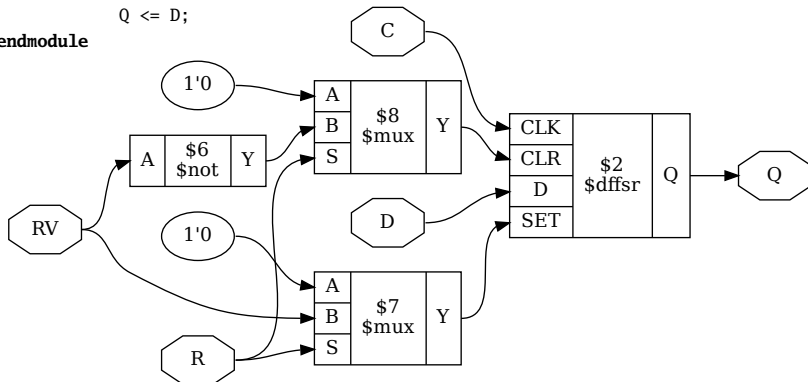 Q <= D;
endmodule
C
1'0
A
B
S
$8
$mux
Y
$6
$not
A
Y
CLK
CLR
D
SET
$2
$dffsr
Q
Q
D
RV
1'0
A
B
S
$7
$mux
Y
R